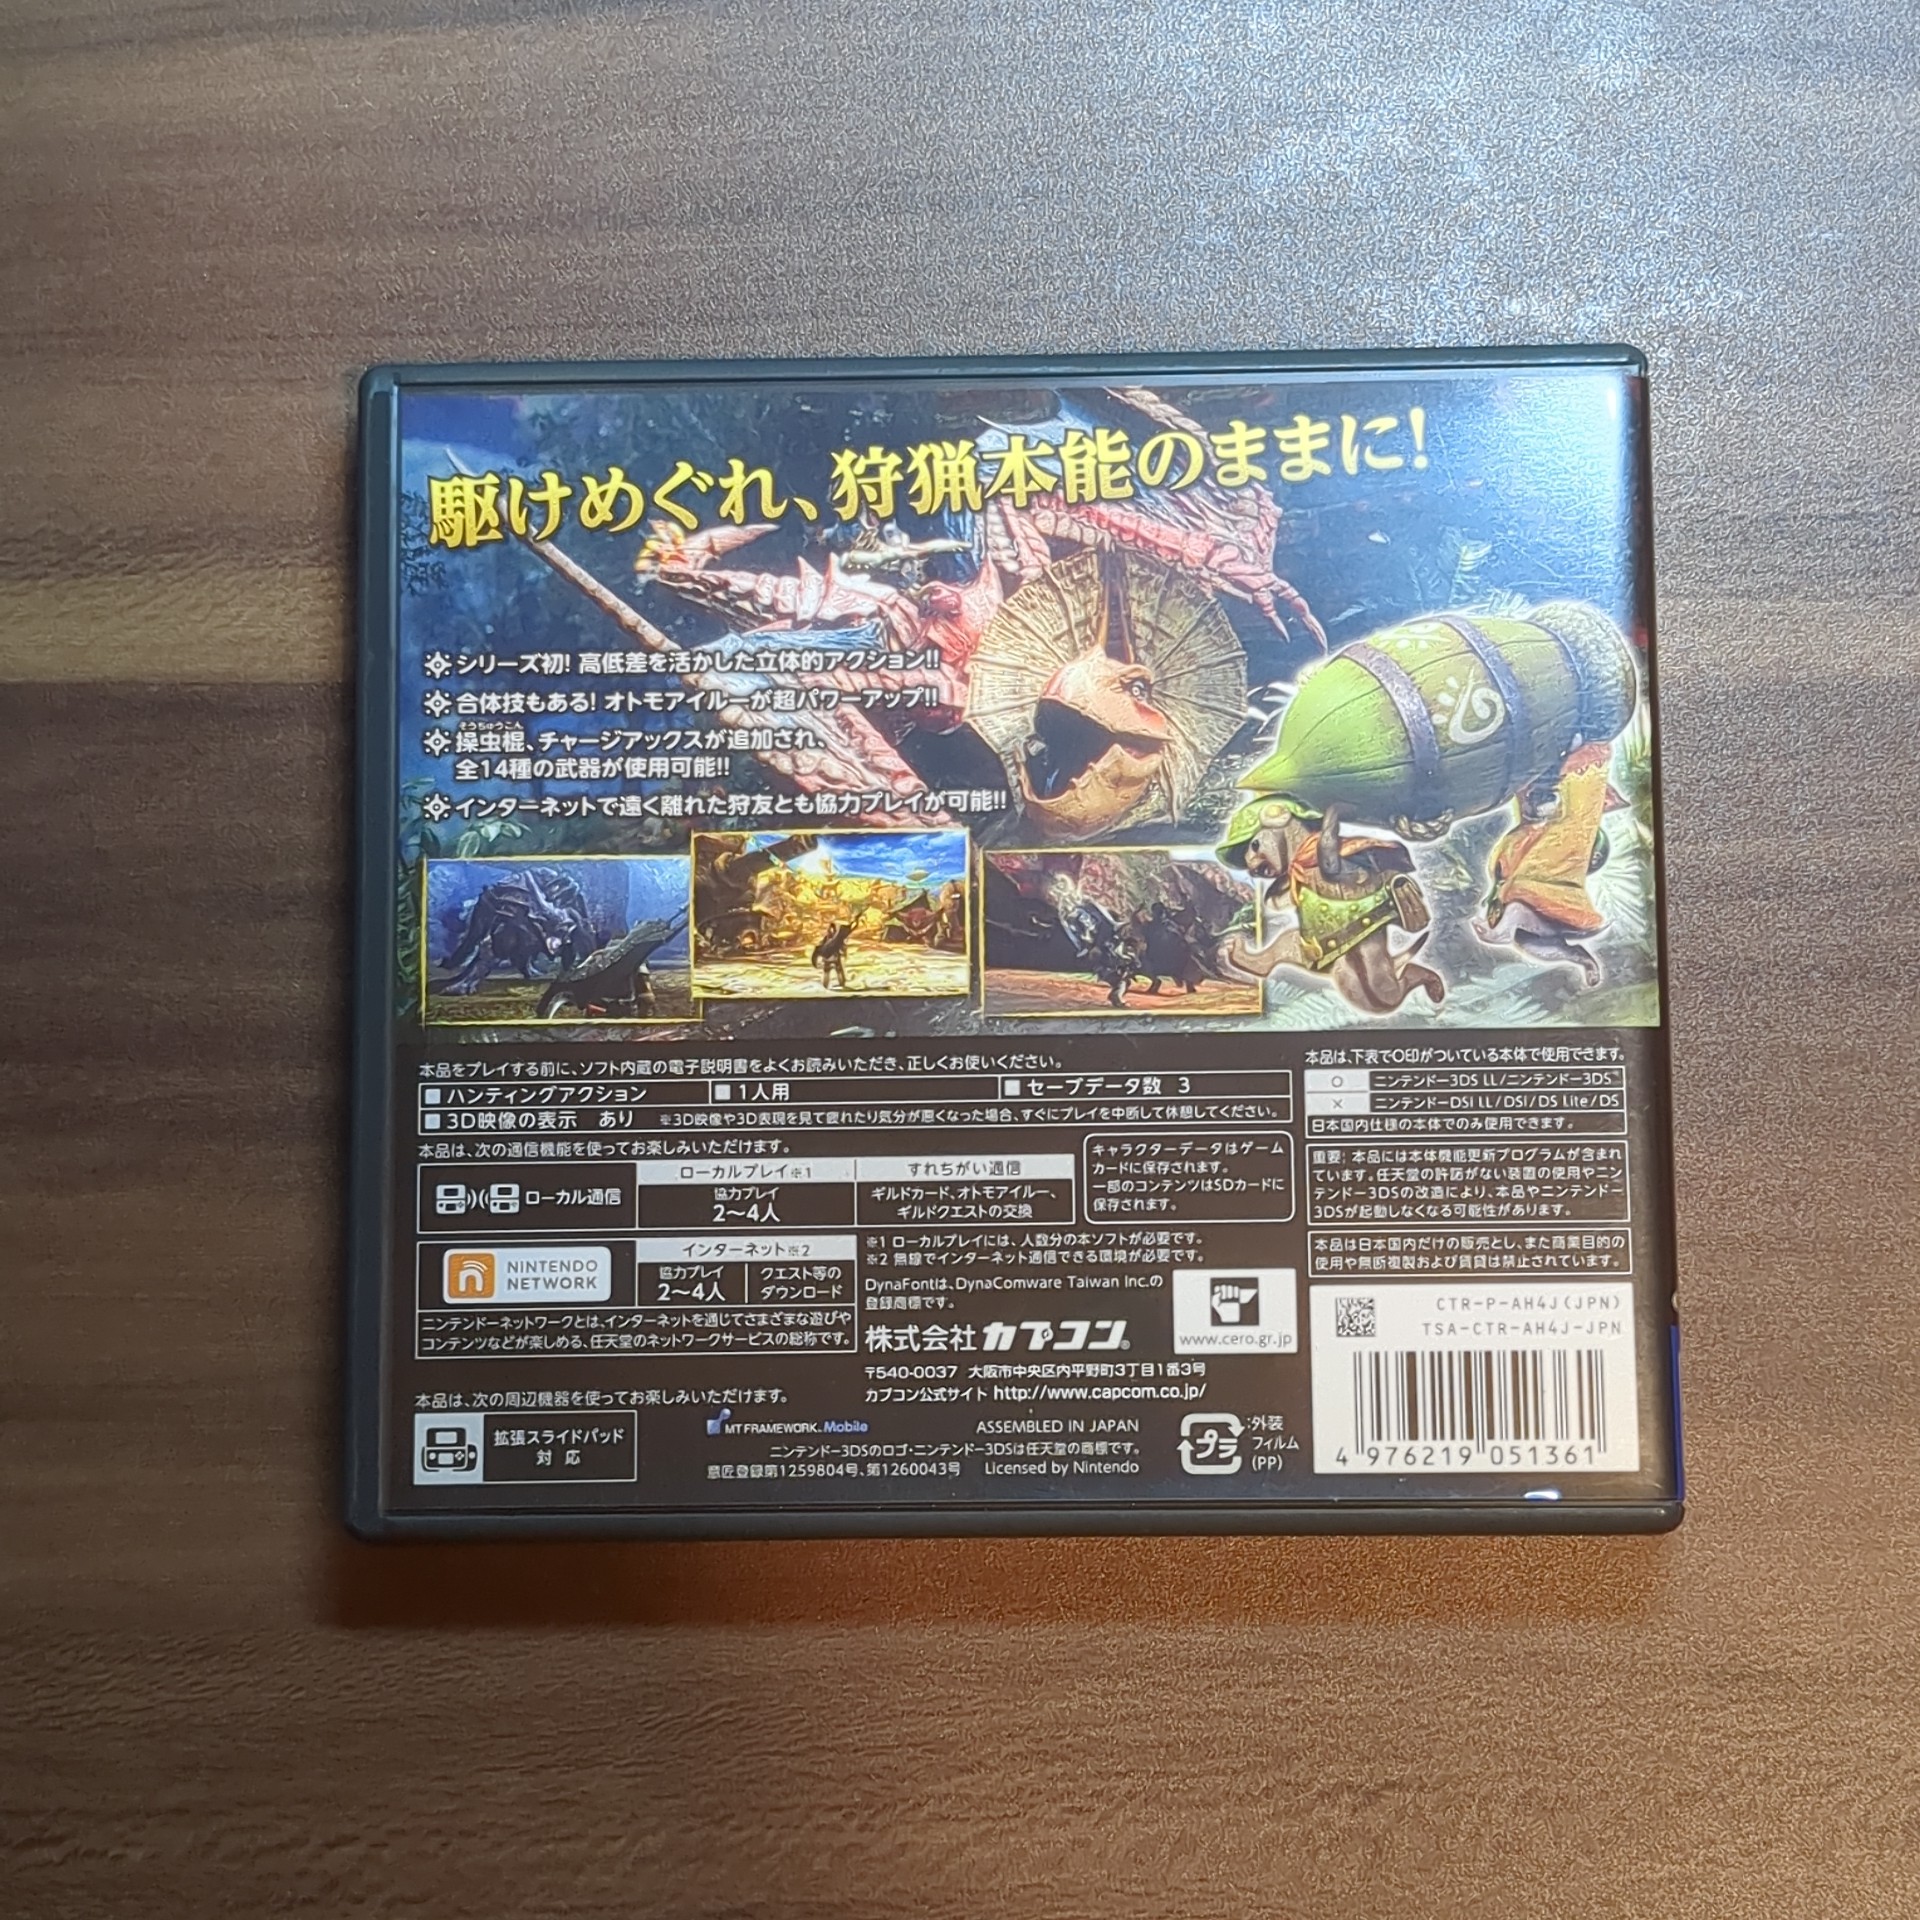 駆けめぐれ、狩猟本能のままに!
シリーズ初! 高低差を活かした立体的アクション!!
合体技もある! オトモアイルーが超パワーアップ!!
そうちゅうこん
操虫棍、チャージアックスが追加され、
全14種の武器が使用可能!!
インターネットで遠く離れた狩友とも協力プレイが可能!!
本品をプレイする前に、ソフト内蔵の電子説明書をよくお読みいただき、正しくお使いください。
■ ハンティングアクション ■ 1人用 ■ セーブデータ数 3
■ 3D映像の表示 あり ※3D映像や3D表現を見て疲れたり気分が悪くなった場合、すぐにプレイを中断して休憩してください。
本品は、次の通信機能を使ってお楽しみいただけます。
ローカル通信
ローカルプレイ※1
協力プレイ
2〜4人
すれちがい通信
ギルドカード、オトモアイルー、
ギルドクエストの交換
キャラクターデータはゲーム
カードに保存されます。
一部のコンテンツはSDカードに
保存されます。
NINTENDO
NETWORK
インターネット※2
協力プレイ
2〜4人
クエスト等の
ダウンロード
ニンテンドーネットワークとは、インターネットを通じてさまざまな遊びや
コンテンツなどが楽しめる、任天堂のネットワークサービスの総称です。
※1 ローカルプレイには、人数分の本ソフトが必要です。
※2 無線でインターネット通信できる環境が必要です。
DynaFontは、DynaComware Taiwan Inc.の
登録商標です。
株式会社カプコン®
〒540-0037 大阪市中央区内平野町3丁目1番3号
カプコン公式サイト http://www.capcom.co.jp/
www.cero.gr.jp
本品は、次の周辺機器を使ってお楽しみいただけます。
拡張スライドパッド
対 応
MT FRAMEWORK Mobile
ASSEMBLED IN JAPAN
ニンテンドー3DSのロゴ・ニンテンドー3DSは任天堂の商標です。
意匠登録第1259804号、第1260043号 Licensed by Nintendo
プラ
:外装
フィルム
(PP)
本品は、下表で○印がついている本体で使用できます。
○ ニンテンドー3DS LL/ニンテンドー3DS
× ニンテンドーDSi LL/DSi/DS Lite/DS
日本国内仕様の本体でのみ使用できます。
重要: 本品には本体機能更新プログラムが含まれ
ています。任天堂の許諾がない装置の使用やニン
テンドー3DSの改造により、本品やニンテンドー
3DSが起動しなくなる可能性があります。
本品は日本国内だけの販売とし、また商業目的の
使用や無断複製および賃貸は禁止されています。
CTR-P-AH4J(JPN)
TSA-CTR-AH4J-JPN
4 976219 051361